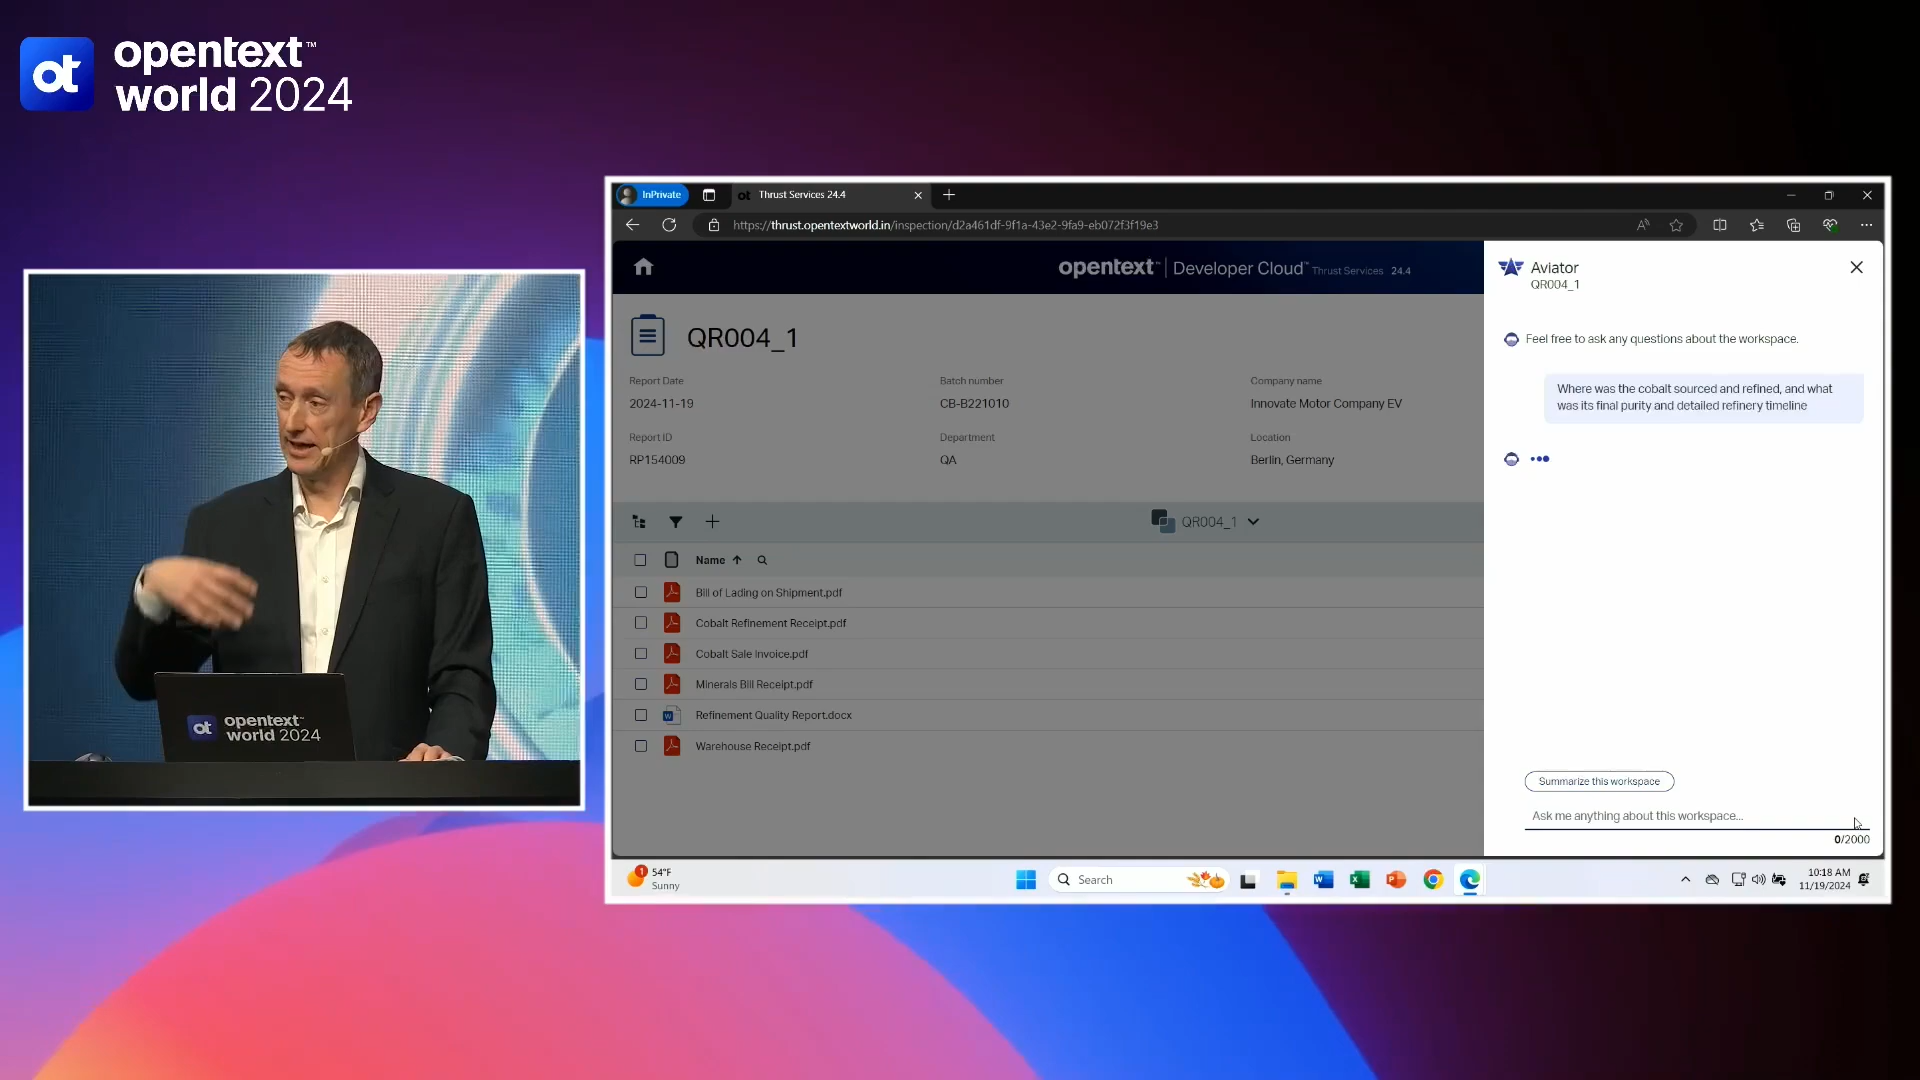 opentext™
world 2024
opentext™
world 2024
InPrivate
Thrust Services 24.4
https://thrust.opentextworld.in/inspection/d2a461df-9f1a-43e2-9fa9-eb072f3f19e3
opentext™ | Developer Cloud™ Thrust Services 24.4
QR004_1
Report Date
Batch number
Company name
2024-11-19
CB-B221010
Innovate Motor Company EV
Report ID
Department
Location
RP154009
QA
Berlin, Germany
QR004_1
Name
Bill of Lading on Shipment.pdf
Cobalt Refinement Receipt.pdf
Cobalt Sale Invoice.pdf
Minerals Bill Receipt.pdf
Refinement Quality Report.docx
Warehouse Receipt.pdf
Aviator
QR004_1
Feel free to ask any questions about the workspace.
Where was the cobalt sourced and refined, and what
was its final purity and detailed refinery timeline
Summarize this workspace
Ask me anything about this workspace...
0/2000
1
54°F
Sunny
Search
10:18 AM
11/19/2024